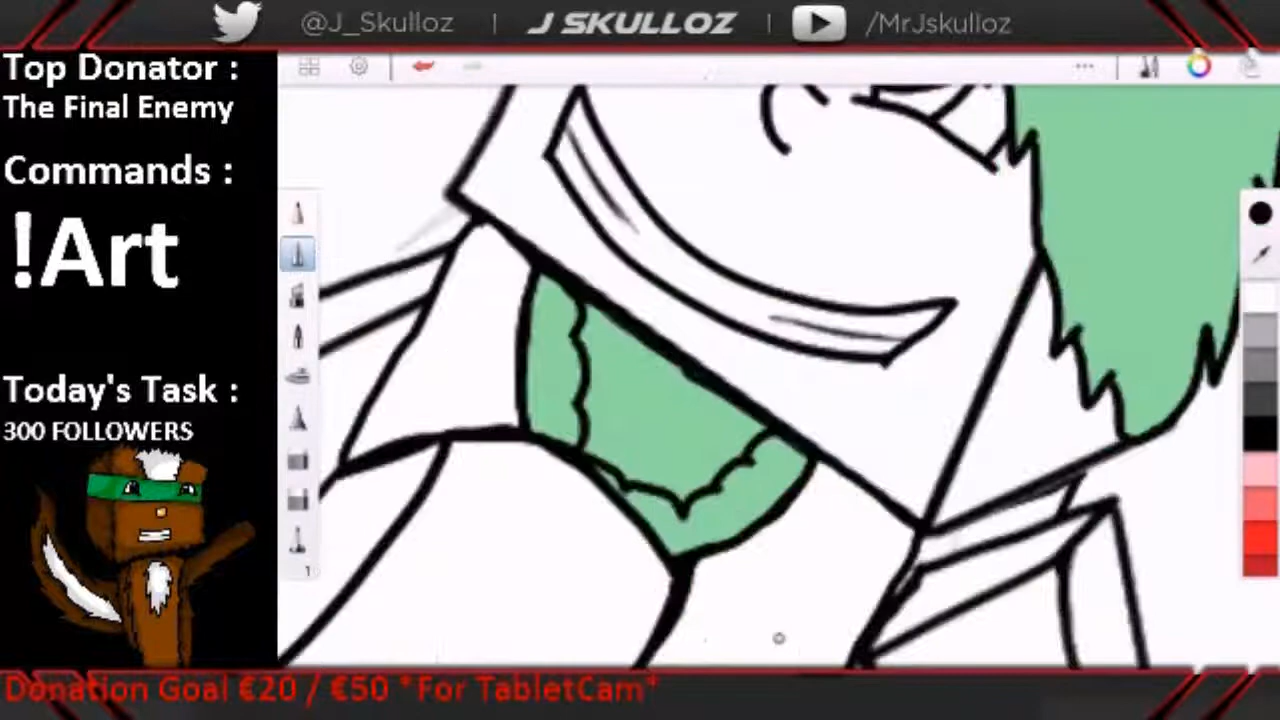 @J_Skulloz | J SKULLOZ | /MrJskulloz
Top Donator :
The Final Enemy
Commands :
!Art
Today's Task :
300 FOLLOWERS
1
Donation Goal €20 / €50 *For TabletCam*